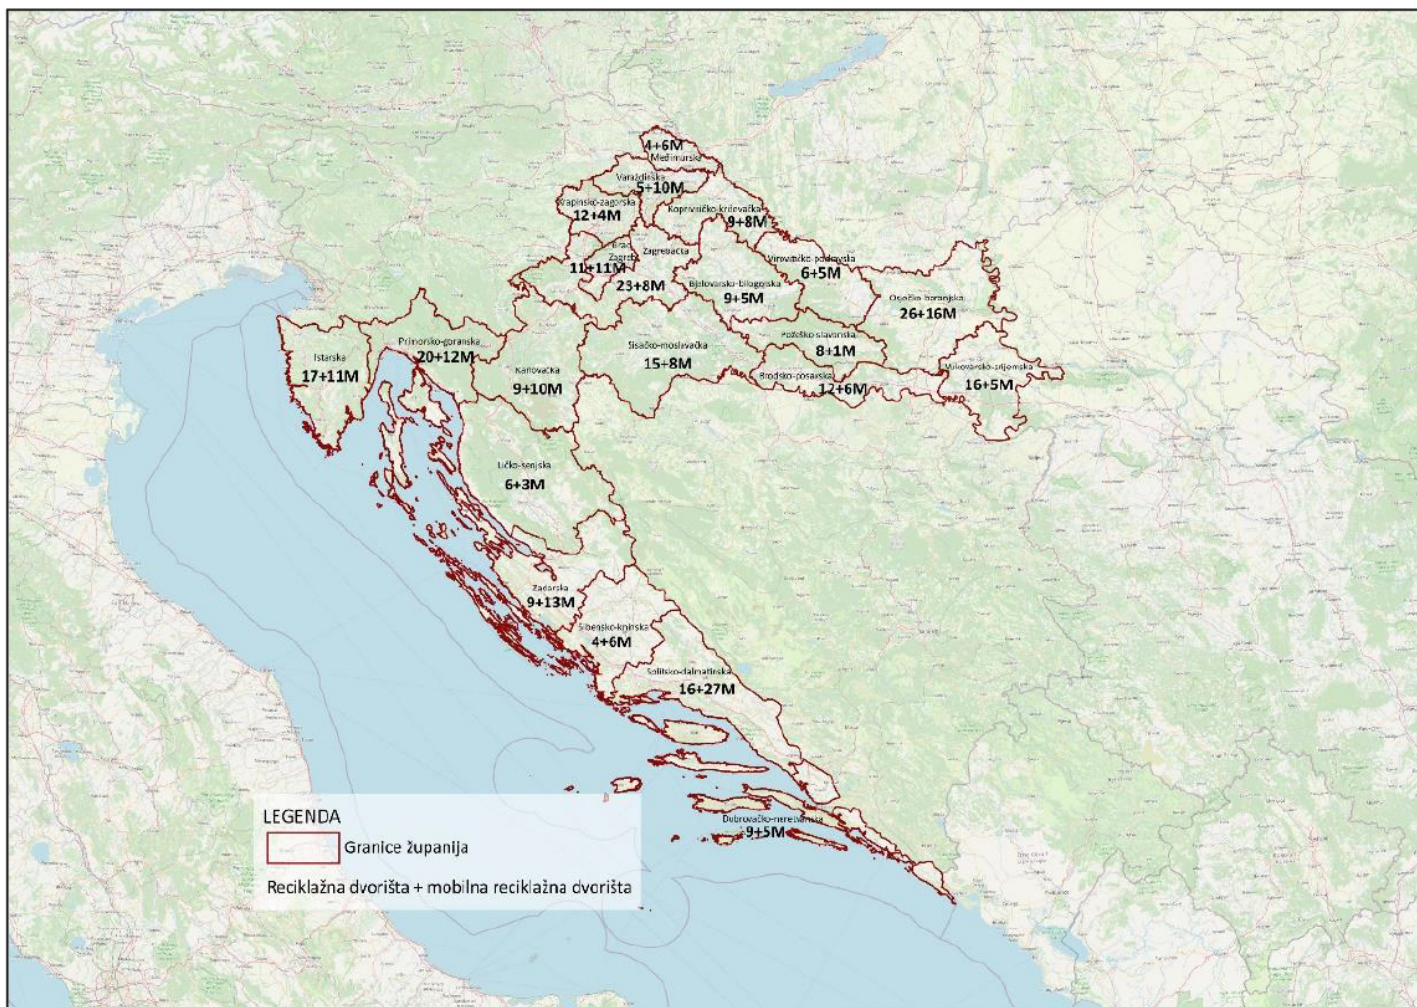 4+6M
Međimurska
Varaždinska
5+10M
Krapinsko-zagorska
12+4M
Koprivničko-križevačka
9+8M
Grad
Zagreb
11+11M
Zagrebačka
23+8M
Virovitičko-podravska
6+5M
Bjelovarsko-bilogorska
9+5M
Osječko-baranjska
26+16M
Primorsko-goranska
20+12M
Istarska
17+11M
Sisačko-moslavačka
15+8M
Požeško-slavonska
8+1M
Karlovačka
9+10M
Brodsko-posavska
12+6M
Vukovarsko-srijemska
16+5M
Ličko-senjska
6+3M
Zadarska
9+13M
Šibensko-kninska
4+6M
Splitsko-dalmatinska
16+27M
Dubrovačko-neretvanska
9+5M
LEGENDA
Granice županija
Reciklažna dvorišta + mobilna reciklažna dvorišta